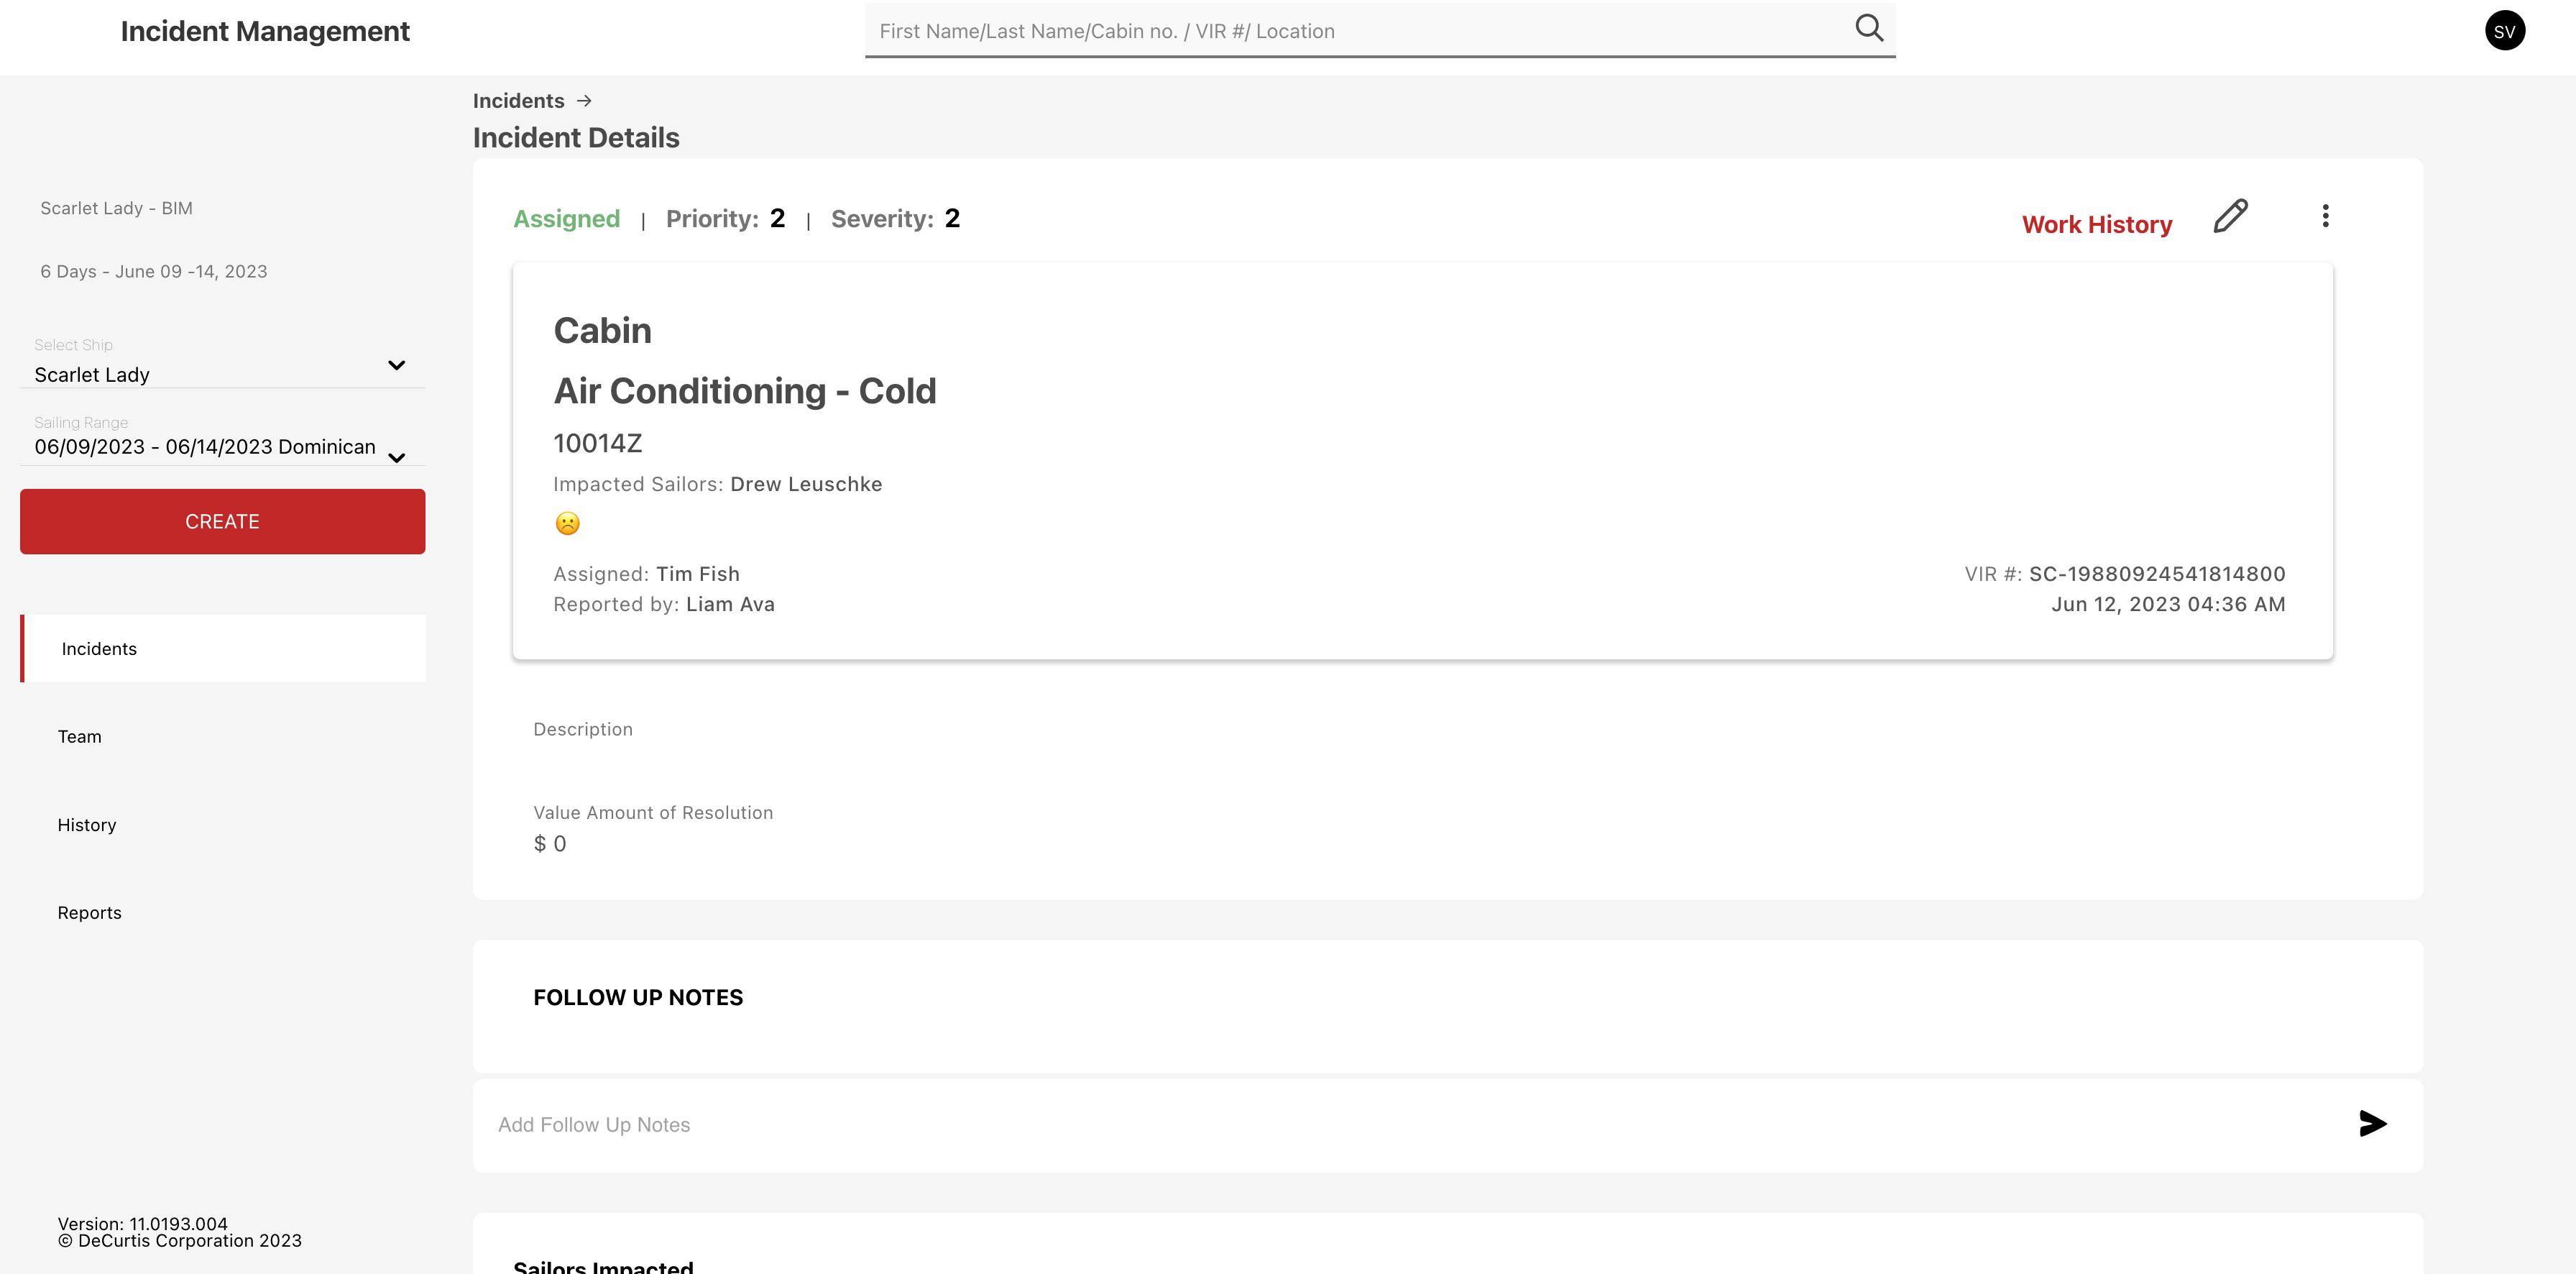 Incident Management
First Name/Last Name/Cabin no. / VIR #/ Location
SV
Scarlet Lady - BIM
6 Days - June 09 -14, 2023
Select Ship
Scarlet Lady
Sailing Range
06/09/2023 - 06/14/2023 Dominican
CREATE
Incidents
Team
History
Reports
Version: 11.0193.004
© DeCurtis Corporation 2023
Incidents →
Incident Details
Assigned | Priority: 2 | Severity: 2
Work History
Cabin
Air Conditioning - Cold
10014Z
Impacted Sailors: Drew Leuschke
Assigned: Tim Fish
VIR #: SC-19880924541814800
Reported by: Liam Ava
Jun 12, 2023 04:36 AM
Description
Value Amount of Resolution
$ 0
FOLLOW UP NOTES
Add Follow Up Notes
Sailors Impacted